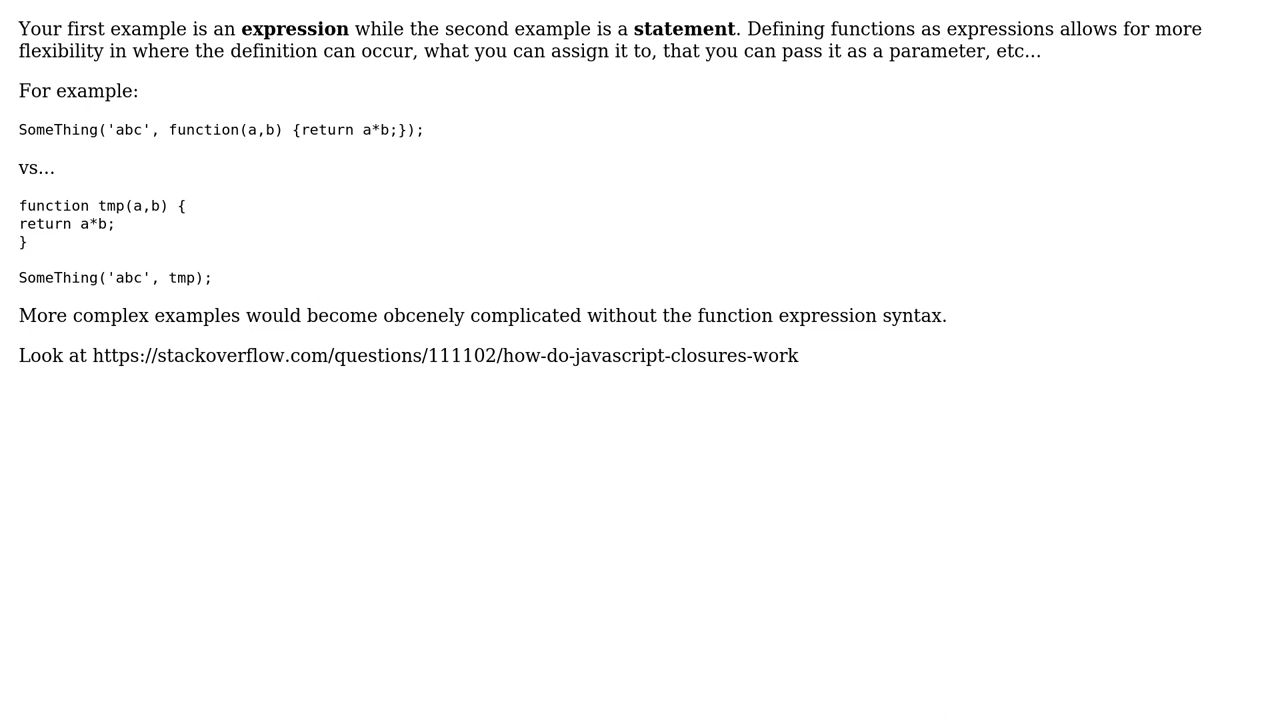 Your first example is an expression while the second example is a statement. Defining functions as expressions allows for more
flexibility in where the definition can occur, what you can assign it to, that you can pass it as a parameter, etc...
For example:
SomeThing('abc', function(a,b) {return a*b;});
vs...
function tmp(a,b) {
return a*b;
}
SomeThing('abc', tmp);
More complex examples would become obcenely complicated without the function expression syntax.
Look at https://stackoverflow.com/questions/111102/how-do-javascript-closures-work